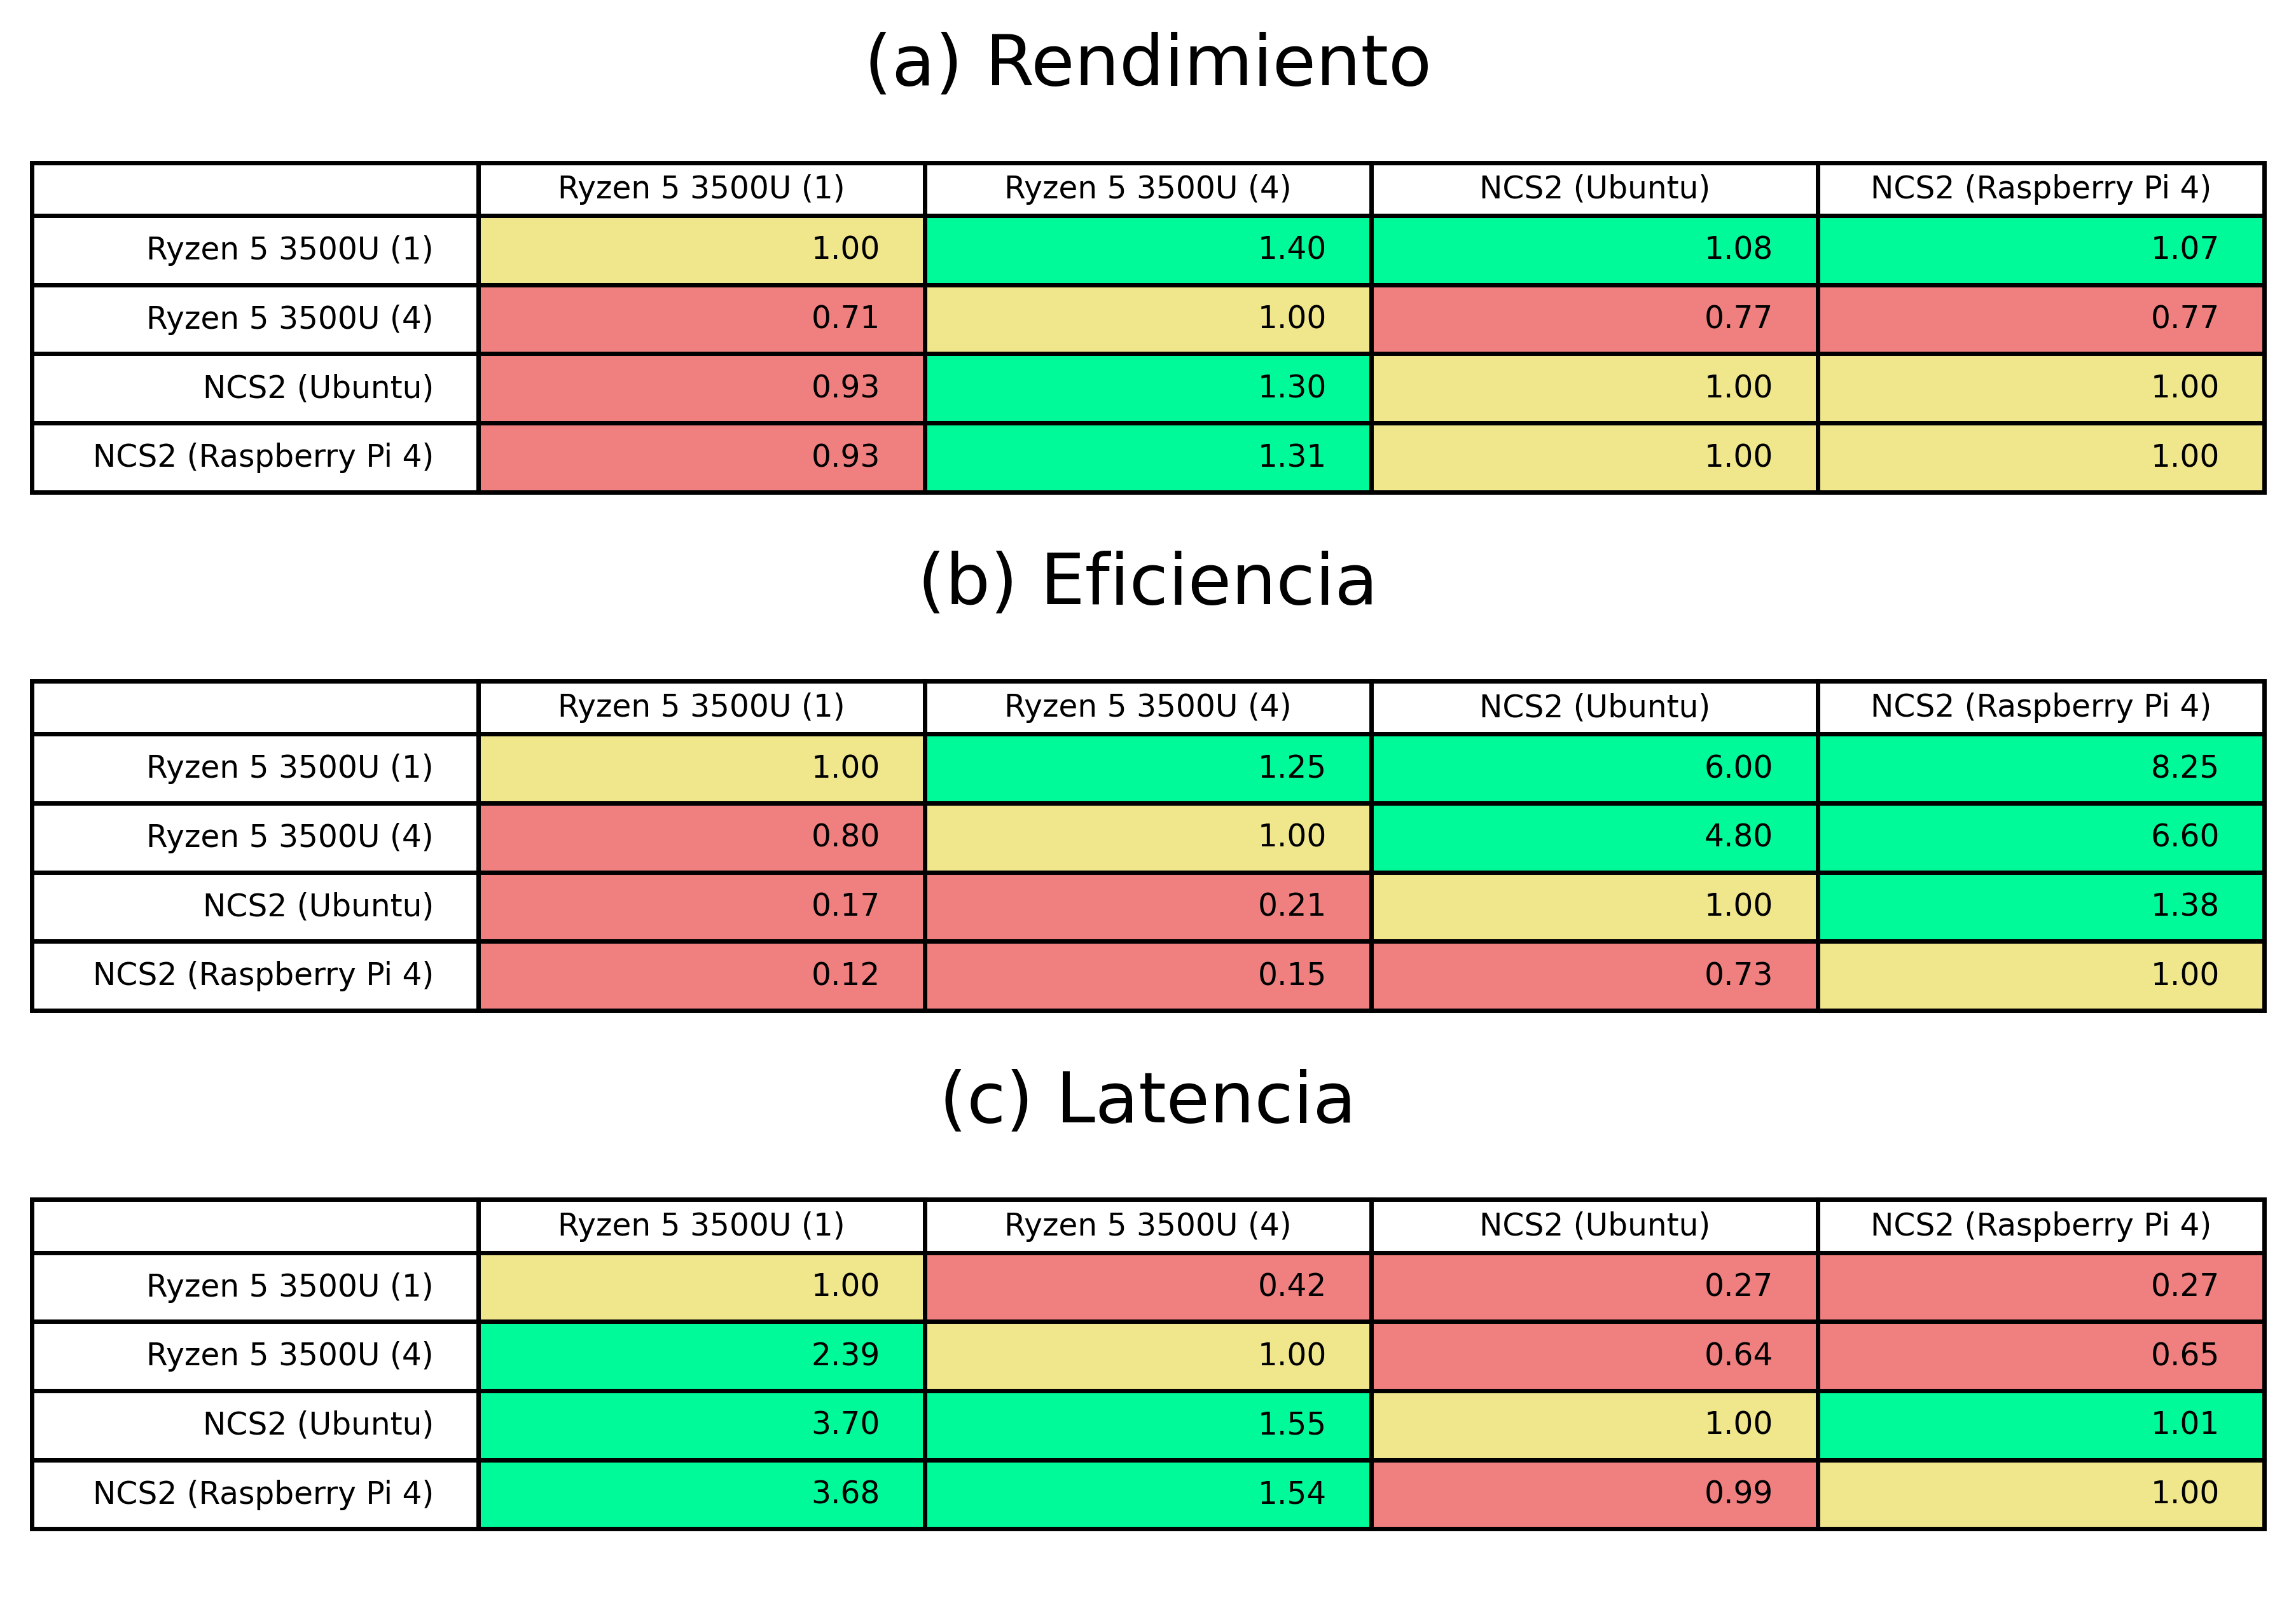 (a) Rendimiento
Ryzen 5 3500U (1) Ryzen 5 3500U (4) NCS2 (Ubuntu) NCS2 (Raspberry Pi 4)
Ryzen 5 3500U (1) 1.00 1.40 1.08 1.07
Ryzen 5 3500U (4) 0.71 1.00 0.77 0.77
NCS2 (Ubuntu) 0.93 1.30 1.00 1.00
NCS2 (Raspberry Pi 4) 0.93 1.31 1.00 1.00
(b) Eficiencia
Ryzen 5 3500U (1) Ryzen 5 3500U (4) NCS2 (Ubuntu) NCS2 (Raspberry Pi 4)
Ryzen 5 3500U (1) 1.00 1.25 6.00 8.25
Ryzen 5 3500U (4) 0.80 1.00 4.80 6.60
NCS2 (Ubuntu) 0.17 0.21 1.00 1.38
NCS2 (Raspberry Pi 4) 0.12 0.15 0.73 1.00
(c) Latencia
Ryzen 5 3500U (1) Ryzen 5 3500U (4) NCS2 (Ubuntu) NCS2 (Raspberry Pi 4)
Ryzen 5 3500U (1) 1.00 0.42 0.27 0.27
Ryzen 5 3500U (4) 2.39 1.00 0.64 0.65
NCS2 (Ubuntu) 3.70 1.55 1.00 1.01
NCS2 (Raspberry Pi 4) 3.68 1.54 0.99 1.00